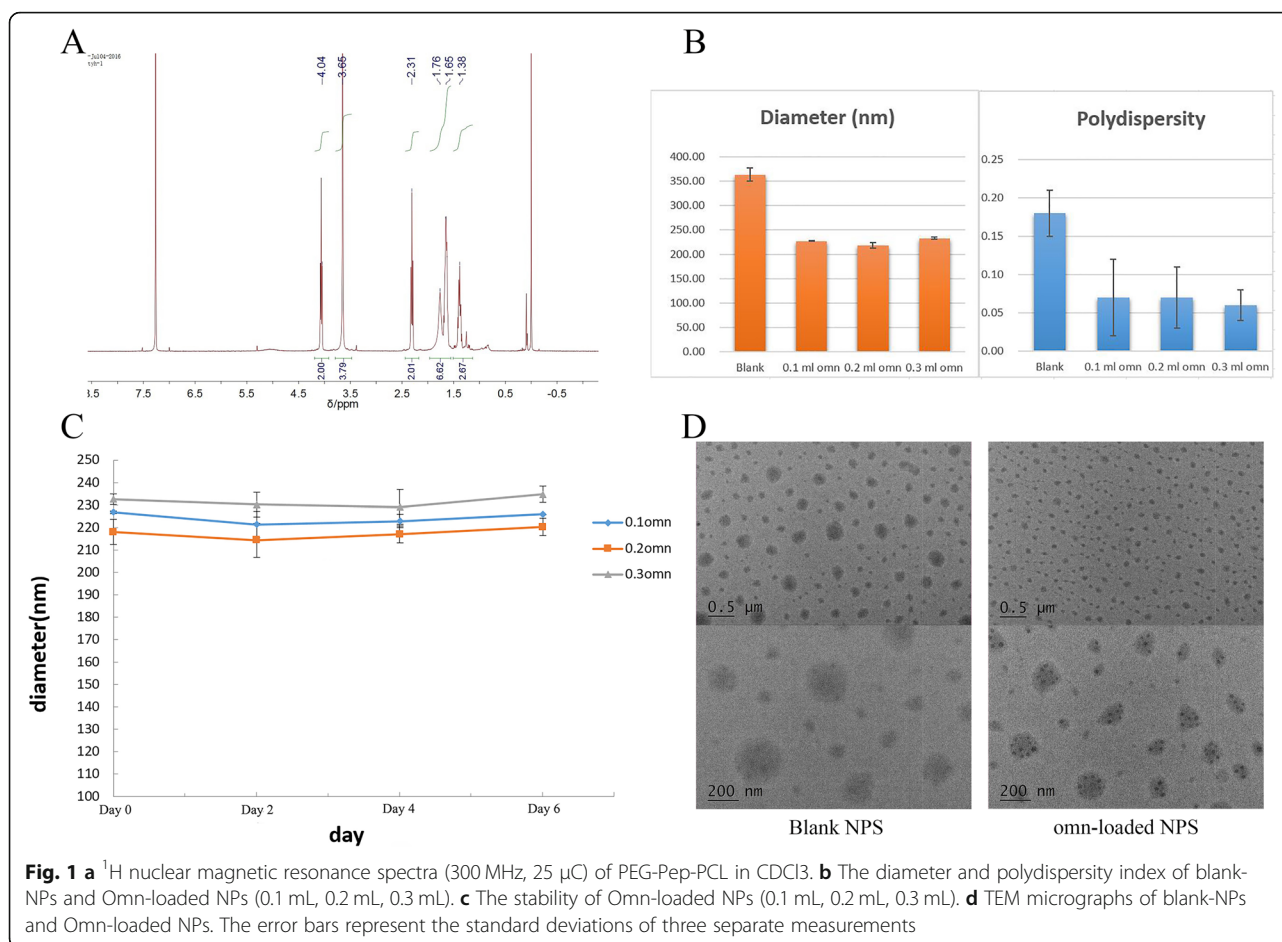 A
-Jul04-2016
zyh-1
4.04
3.65
2.31
1.76
1.65
1.38
2.00
3.79
2.01
6.62
2.67
8.5 7.5 4.5 3.5 2.5 1.5 -0.5
δ/ppm
B
Diameter (nm)
400.00
350.00
300.00
250.00
200.00
150.00
100.00
50.00
0.00
Blank 0.1 ml omn 0.2 ml omn 0.3 ml omn
Polydispersity
0.25
0.20
0.15
0.10
0.05
0.00
Blank 0.1 ml omn 0.2 ml omn 0.3 ml omn
C
250
240
230
220
210
200
190
180
170
160
150
140
130
120
110
100
diameter(nm)
Day 0 Day 2 Day 4 Day 6
day
0.1omn
0.2omn
0.3omn
D
0.5 µm
0.5 µm
200 nm
200 nm
Blank NPS
omn-loaded NPS
Fig. 1 a ¹H nuclear magnetic resonance spectra (300 MHz, 25 µC) of PEG-Pep-PCL in CDCl3. b The diameter and polydispersity index of blank-
NPs and Omn-loaded NPs (0.1 mL, 0.2 mL, 0.3 mL). c The stability of Omn-loaded NPs (0.1 mL, 0.2 mL, 0.3 mL). d TEM micrographs of blank-NPs
and Omn-loaded NPs. The error bars represent the standard deviations of three separate measurements